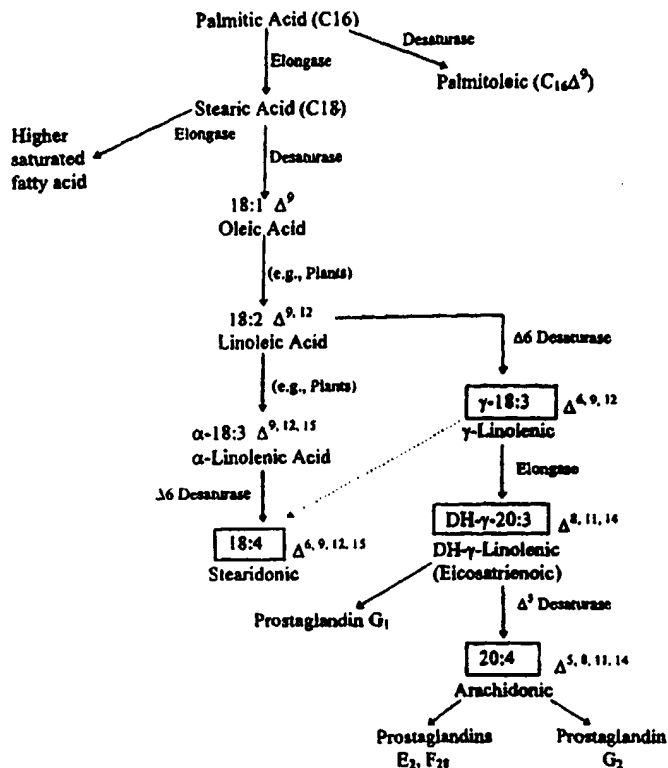 Palmitic Acid (C16)
Desaturase
Elongase
Palmitoleic (C₁₆Δ⁹)
Stearic Acid (C18)
Elongase
Higher
saturated
fatty acid
Desaturase
18:1 Δ⁹
Oleic Acid
(e.g., Plants)
18:2 Δ⁹, ¹²
Linoleic Acid
Δ6 Desaturase
(e.g., Plants)
γ-18:3 Δ⁶, ⁹, ¹²
γ-Linolenic
α-18:3 Δ⁹, ¹², ¹⁵
α-Linolenic Acid
Elongase
Δ6 Desaturase
DH-γ-20:3 Δ⁸, ¹¹, ¹⁴
DH-γ-Linolenic
(Eicosatrienoic)
18:4 Δ⁶, ⁹, ¹², ¹⁵
Stearidonic
Prostaglandin G₁
Δ⁵ Desaturase
20:4 Δ⁵, ⁸, ¹¹, ¹⁴
Arachidonic
Prostaglandins
E₂,
Prostaglandin
G₂